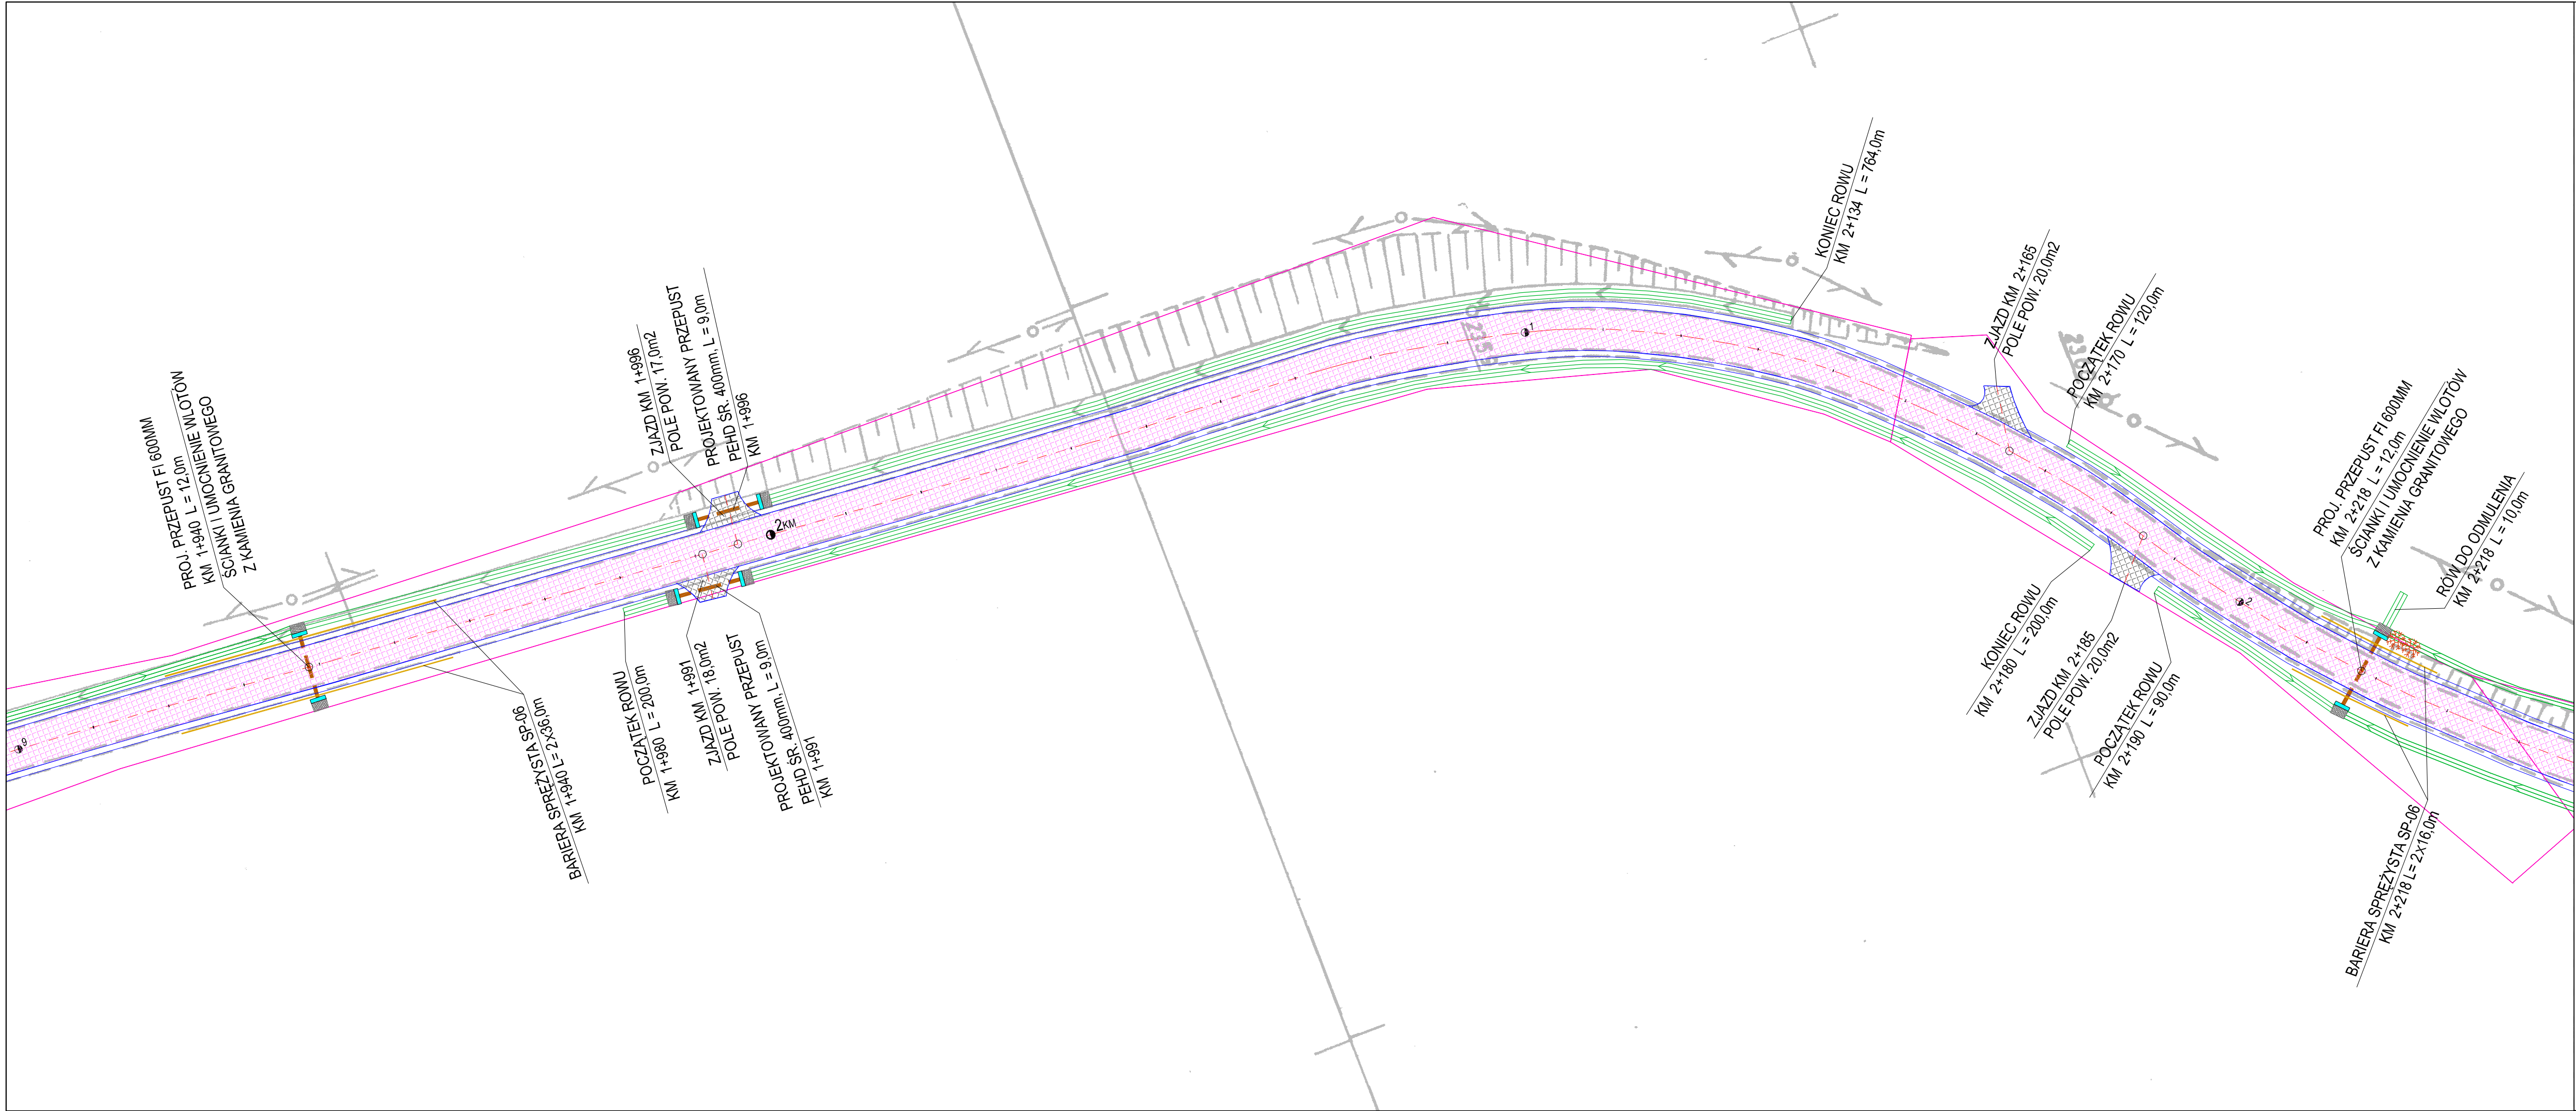 PROJ. PRZEPUST FI 600MM
KM  1+940  L = 12,0m
ŚCIANKI I UMOCNIENIE WLOTÓW
Z KAMIENIA GRANITOWEGO
ZJAZD KM  1+996
POLE POW. 17,0m2
PROJEKTOWANY PRZEPUST
PEHD ŚR. 400mm, L = 9,0m
KM  1+996
2KM
9
BARIERA SPRĘŻYSTA SP-06
KM  1+940 L = 2x36,0m
POCZĄTEK ROWU
KM  1+980  L = 200,0m
ZJAZD KM  1+991
POLE POW. 18,0m2
PROJEKTOWANY PRZEPUST
PEHD ŚR. 400mm, L = 9,0m
KM  1+991
1
KONIEC ROWU
KM  2+134  L = 764,0m
ZJAZD KM  2+165
POLE POW. 20,0m2
POCZĄTEK ROWU
KM  2+170  L = 120,0m
2
KONIEC ROWU
KM  2+180  L = 200,0m
ZJAZD KM  2+185
POLE POW. 20,0m2
POCZĄTEK ROWU
KM  2+190  L = 90,0m
PROJ. PRZEPUST FI 600MM
KM  2+218  L = 12,0m
ŚCIANKI I UMOCNIENIE WLOTÓW
Z KAMIENIA GRANITOWEGO
RÓW DO ODMULENIA
KM  2+218  L = 10,0m
BARIERA SPRĘŻYSTA SP-06
KM  2+218 L = 2x16,0m